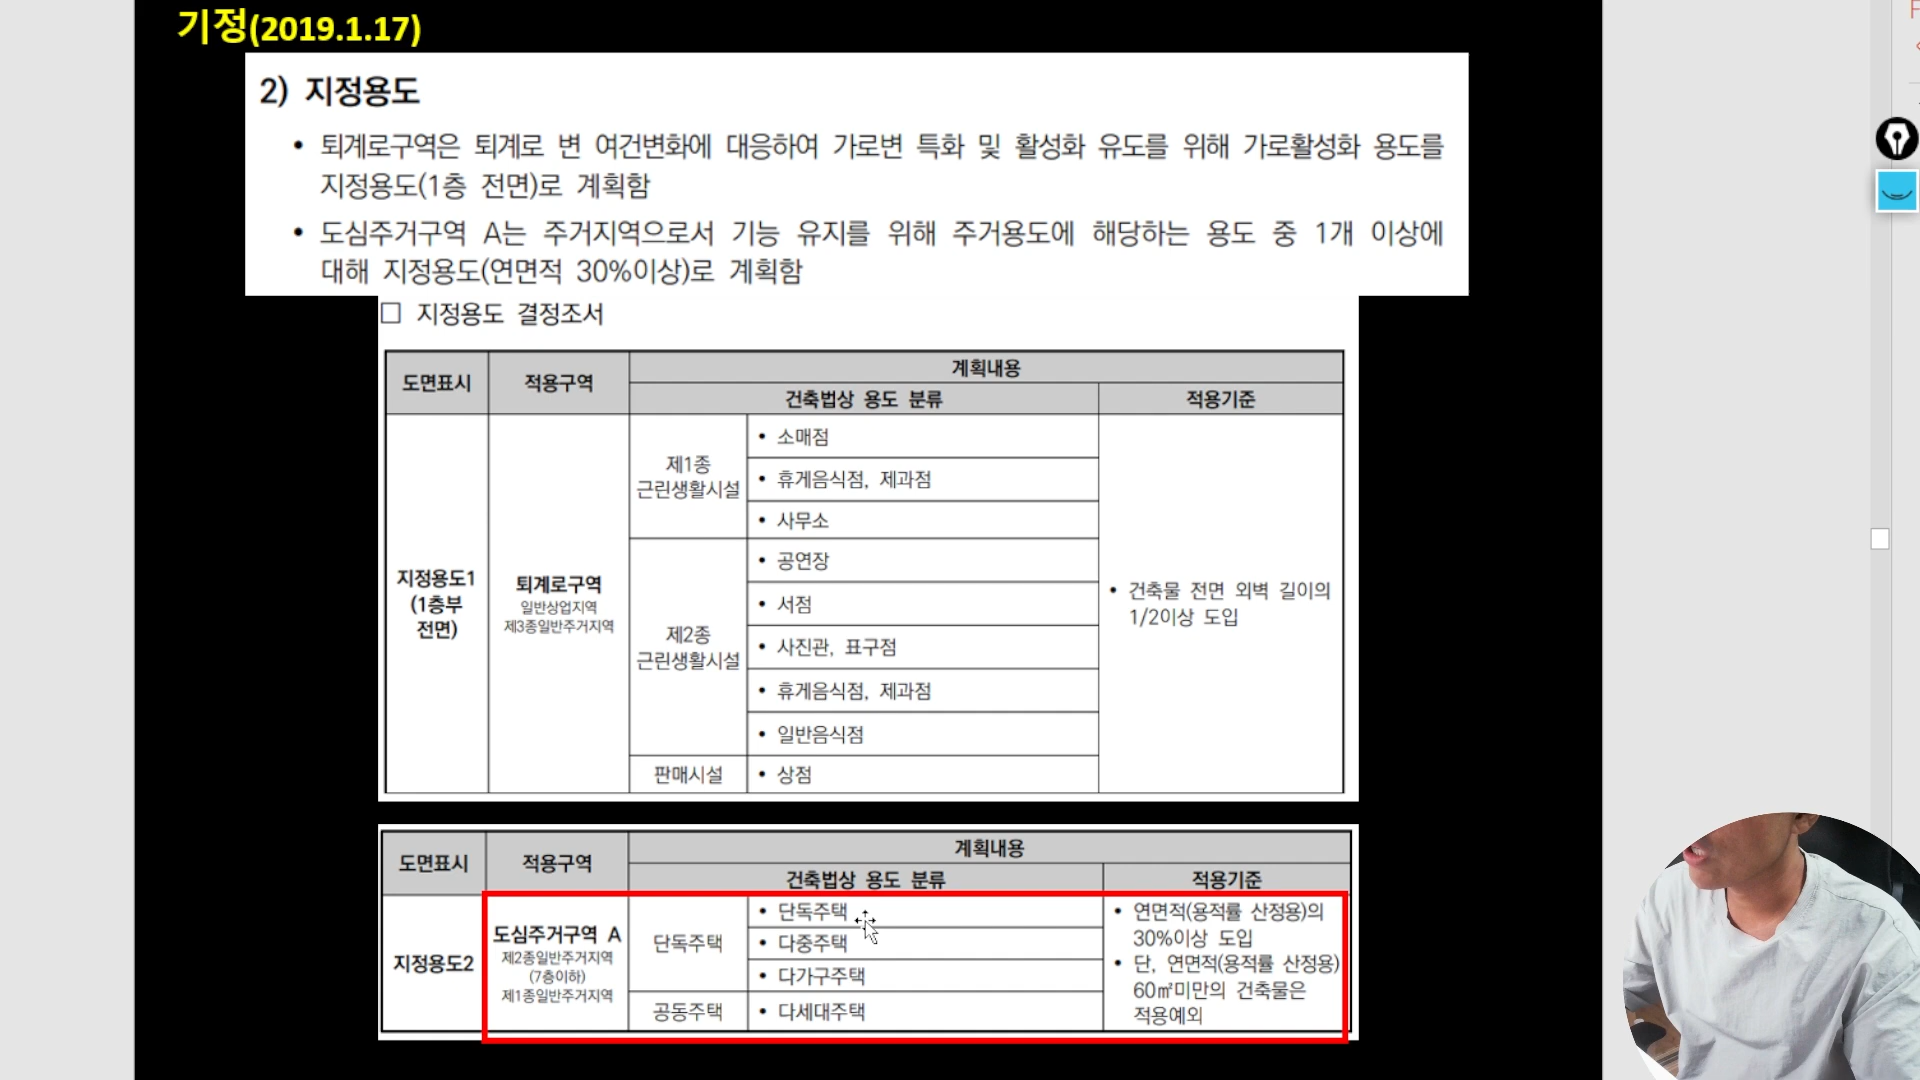 기정(2019.1.17)
2) 지정용도
• 퇴계로구역은 퇴계로 변 여건변화에 대응하여 가로변 특화 및 활성화 유도를 위해 가로활성화 용도를
지정용도(1층 전면)로 계획함
• 도심주거구역 A는 주거지역으로서 기능 유지를 위해 주거용도에 해당하는 용도 중 1개 이상에
대해 지정용도(연면적 30%이상)로 계획함
□ 지정용도 결정조서
도면표시
적용구역
계획내용
건축법상 용도 분류
적용기준
지정용도1
(1층부
전면)
퇴계로구역
일반상업지역
제3종일반주거지역
제1종
근린생활시설
• 소매점
• 휴게음식점, 제과점
• 사무소
제2종
근린생활시설
• 공연장
• 서점
• 사진관, 표구점
• 휴게음식점, 제과점
• 일반음식점
판매시설
• 상점
• 건축물 전면 외벽 길이의
1/2이상 도입
도면표시
적용구역
계획내용
건축법상 용도 분류
적용기준
지정용도2
도심주거구역 A
제2종일반주거지역
(7층이하)
제1종일반주거지역
단독주택
• 단독주택
• 다중주택
• 다가구주택
공동주택
• 다세대주택
• 연면적(용적률 산정용)의
30%이상 도입
• 단, 연면적(용적률 산정용)
60㎡미만의 건축물은
적용예외